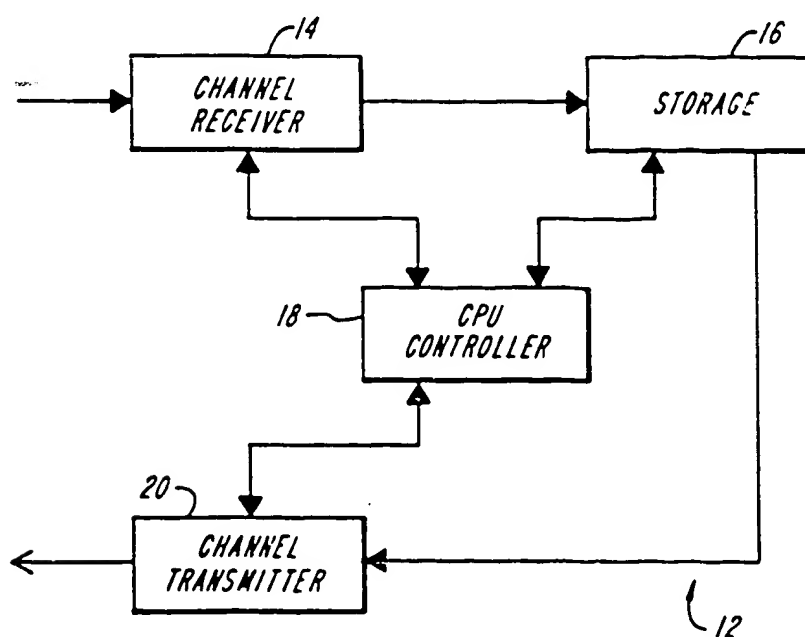 14
CHANNEL
RECEIVER
16
STORAGE
18
CPU
CONTROLLER
20
CHANNEL
TRANSMITTER
12